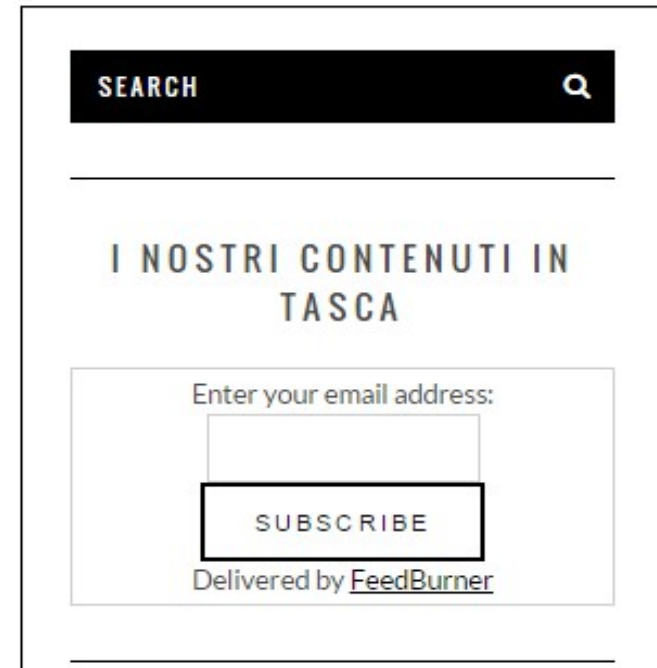 SEARCH
I NOSTRI CONTENUTI IN
TASCA
Enter your email address:
SUBSCRIBE
Delivered by FeedBurner